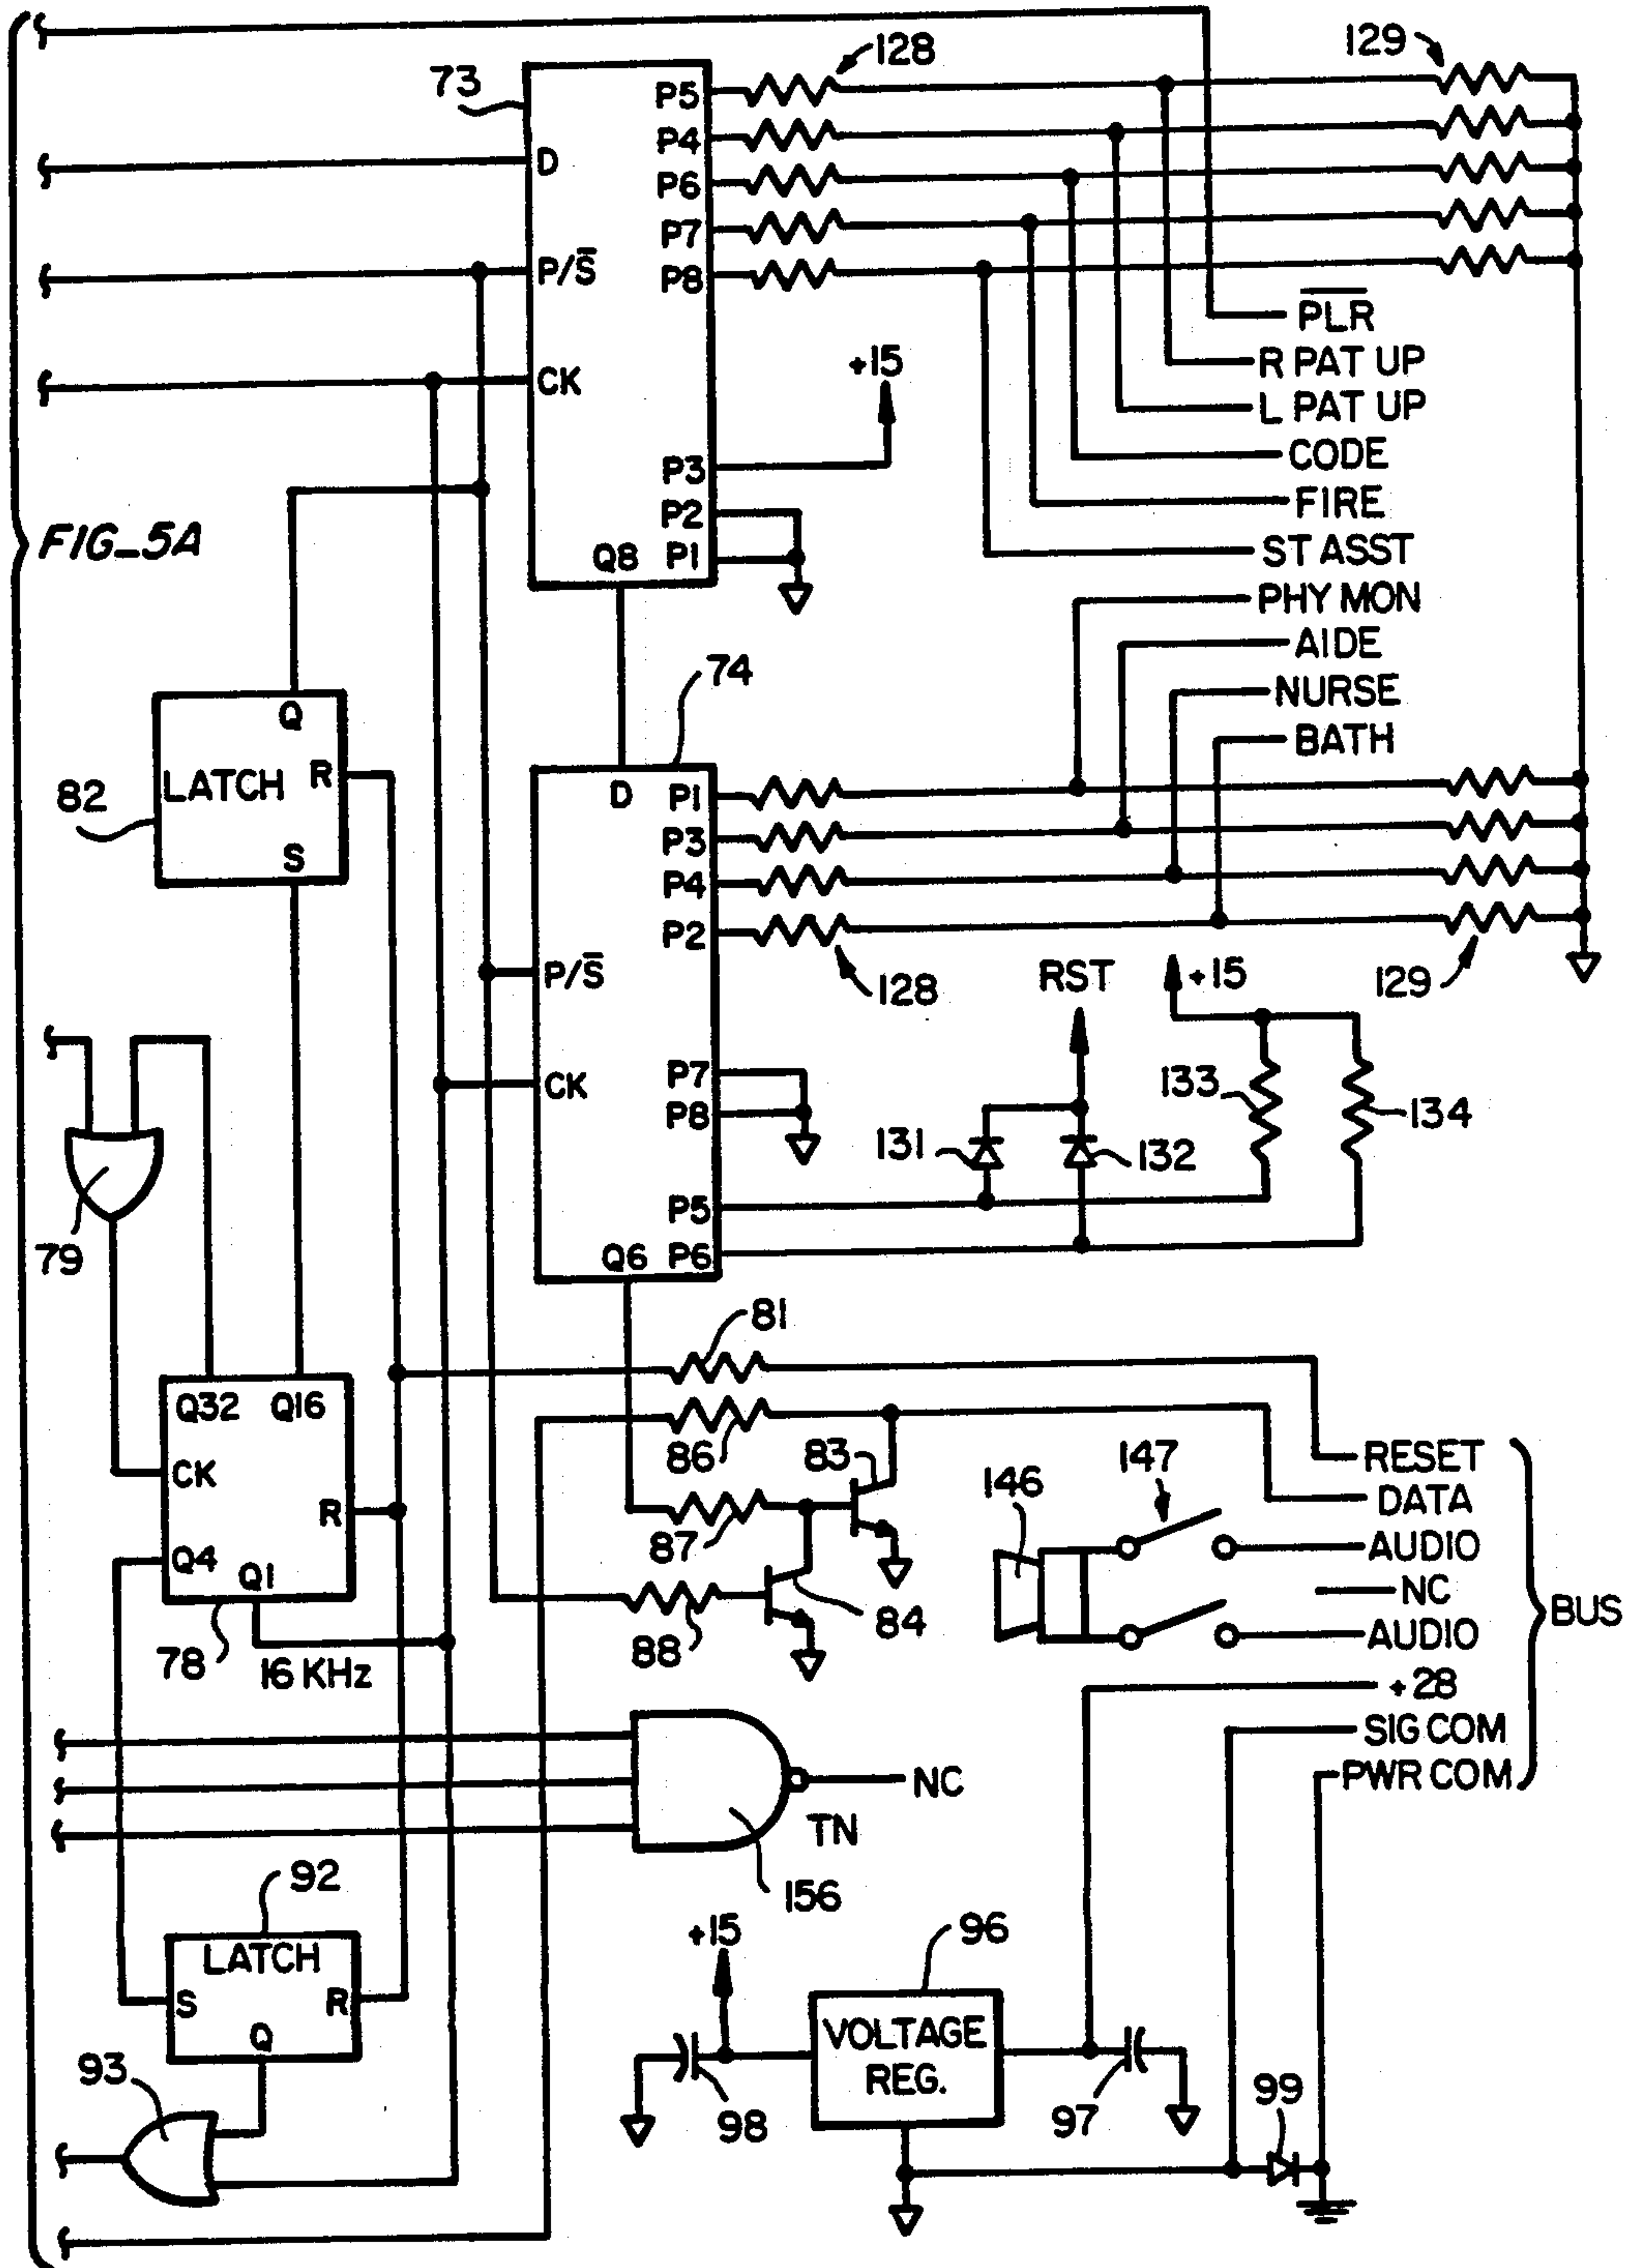 128
129
73
P5
P4
D
P6
P7
P/S̅
P8
P̅L̅R̅
+15
R PAT UP
CK
L PAT UP
CODE
P3
FIRE
P2
FIG_5A
Q8
P1
ST ASST
PHY MON
AIDE
74
NURSE
Q
BATH
LATCH
R
82
D
P1
P3
S
P4
P2
P/S̅
128
RST
+15
129
CK
P7
133
P8
134
131
132
79
P5
Q6
P6
81
Q32
Q16
86
83
147
RESET
CK
146
DATA
R
87
AUDIO
Q4
Q1
NC
84
BUS
88
AUDIO
78
16 KHz
+28
SIG COM
NC
PWR COM
TN
92
156
+15
96
LATCH
S
R
VOLTAGE
REG.
Q
93
98
97
99